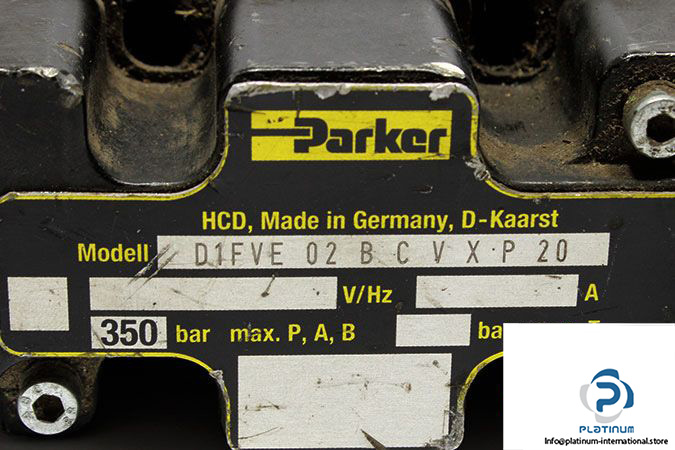 Parker
HCD, Made in Germany, D-Kaarst
Modell D1FVE 02 B C V X P 20
V/Hz A
350 bar max. P, A, B
PLATINUM
Info@platinum-international.store